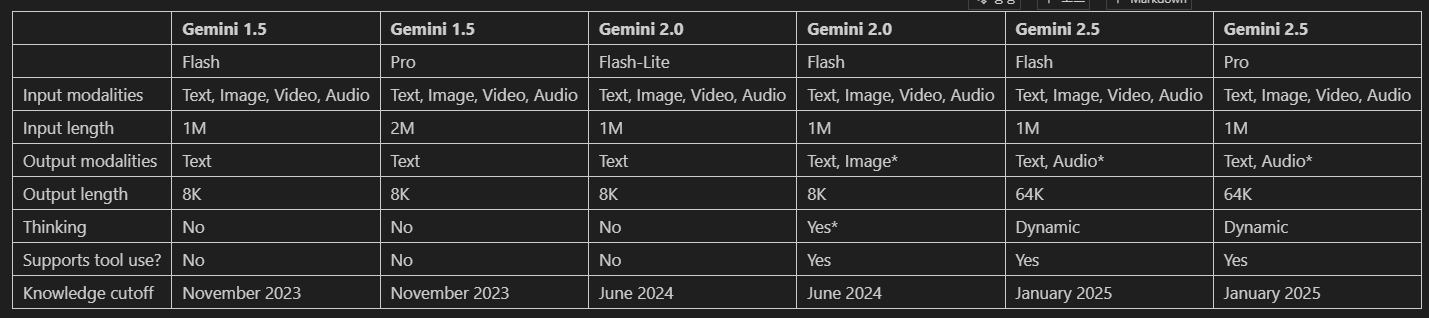 Markdown
Gemini 1.5 Gemini 1.5 Gemini 2.0 Gemini 2.0 Gemini 2.5 Gemini 2.5
Flash Pro Flash-Lite Flash Flash Pro
Input modalities Text, Image, Video, Audio Text, Image, Video, Audio Text, Image, Video, Audio Text, Image, Video, Audio Text, Image, Video, Audio Text, Image, Video, Audio
Input length 1M 2M 1M 1M 1M 1M
Output modalities Text Text Text Text, Image* Text, Audio* Text, Audio*
Output length 8K 8K 8K 8K 64K 64K
Thinking No No No Yes* Dynamic Dynamic
Supports tool use? No No No Yes Yes Yes
Knowledge cutoff November 2023 November 2023 June 2024 June 2024 January 2025 January 2025